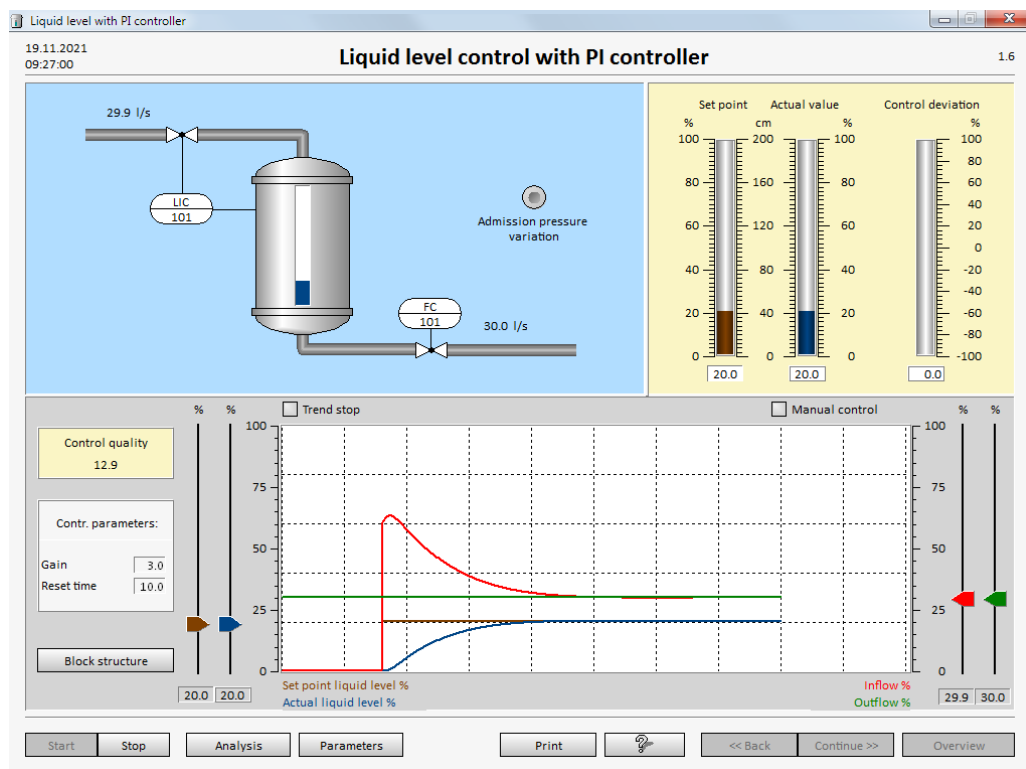 Liquid level with PI controller
19.11.2021
09:27:00
Liquid level control with PI controller
1.6
29.9 l/s
LIC
101
Admission pressure
variation
FC
101
30.0 l/s
Set point Actual value Control deviation
% cm % %
100 200 100 100
80
80 160 80 60
40
60 120 60 20
0
40 80 40 -20
-40
20 40 20 -60
-80
0 0 0 -100
20.0 20.0 0.0
% % Trend stop Manual control % %
Control quality
12.9
Contr. parameters:
Gain 3.0
Reset time 10.0
Block structure
100 100
75 75
50 50
25 25
0 0
20.0 20.0
Set point liquid level % Inflow %
Actual liquid level % Outflow %
29.9 30.0
Start Stop Analysis Parameters Print ? << Back Continue >> Overview